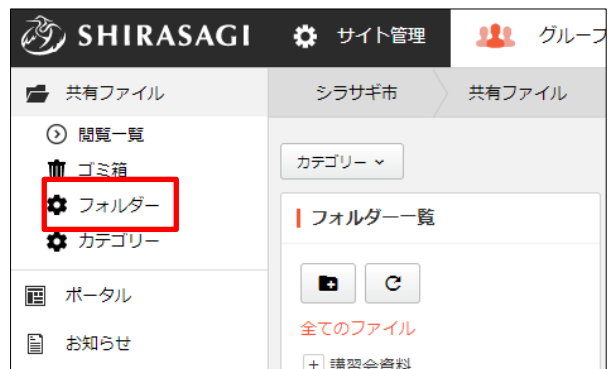 SHIRASAGI サイト管理 グループ
共有ファイル シラサギ市 共有ファイル
閲覧一覧
ゴミ箱 カテゴリー
フォルダー フォルダー一覧
カテゴリー
ポータル
全てのファイル
お知らせ
講習会資料